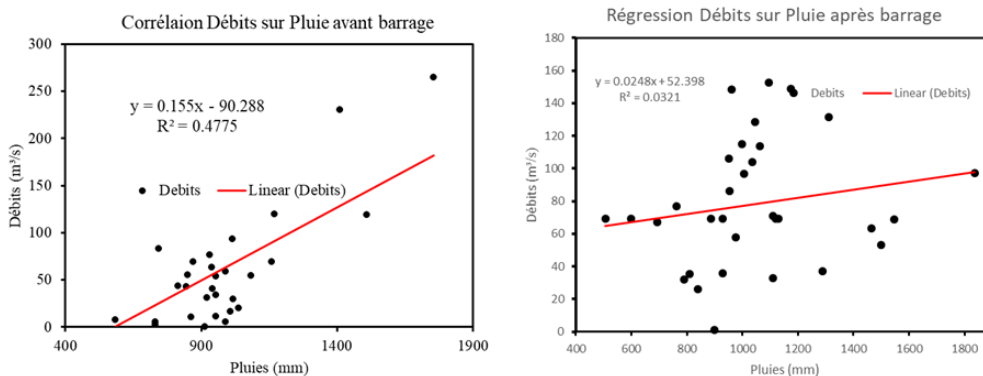 Corrélaion Débits sur Pluie avant barrage
300
250
200
150
100
50
0
400
900
1400
1900
Débits (m³/s)
Pluies (mm)
y = 0.155x - 90.288
R² = 0.4775
Debits
Linear (Debits)
Régression Débits sur Pluie après barrage
180
160
140
120
100
80
60
40
20
0
400
600
800
1000
1200
1400
1600
1800
Débits (m³/s)
Pluies (mm)
y = 0.0248x + 52.398
R² = 0.0321
Debits
Linear (Debits)